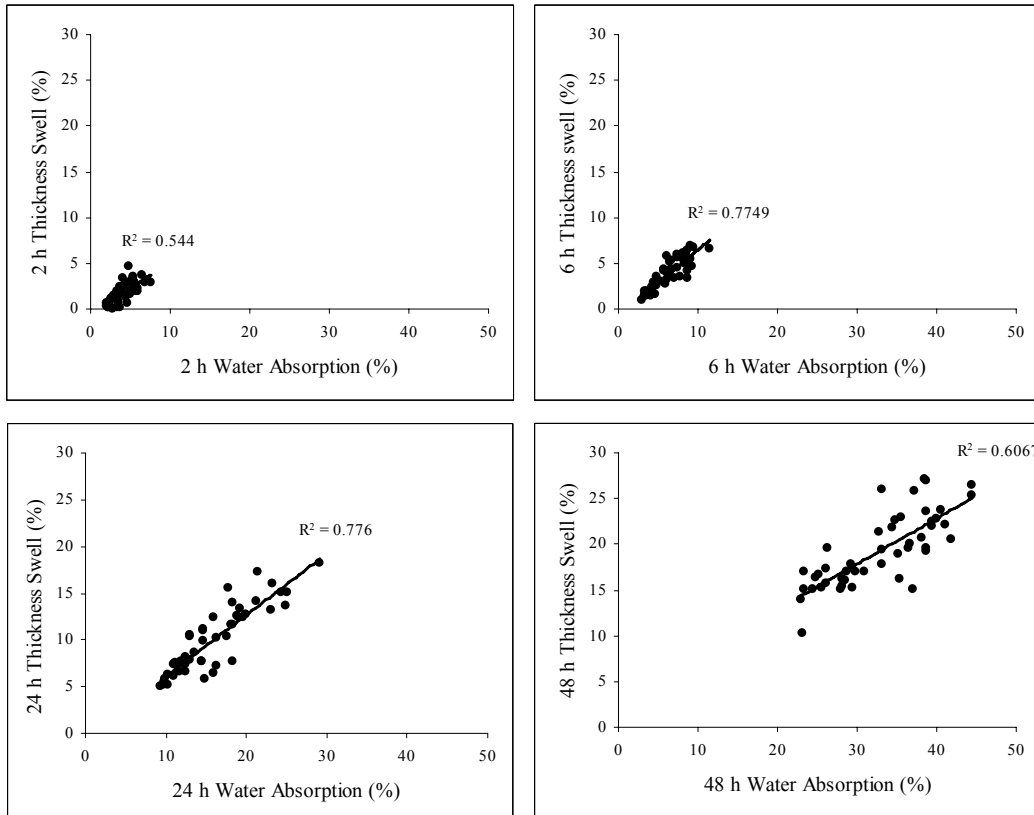 2 h Thickness Swell (%)
30
25
20
15
10
5
0
R² = 0.544
0 10 20 30 40 50
2 h Water Absorption (%)
6 h Thickness swell (%)
30
25
20
15
10
5
0
R² = 0.7749
0 10 20 30 40 50
6 h Water Absorption (%)
24 h Thickness Swell (%)
30
25
20
15
10
5
0
R² = 0.776
0 10 20 30 40 50
24 h Water Absorption (%)
48 h Thickness Swell (%)
30
25
20
15
10
5
0
R² = 0.6067
0 10 20 30 40 50
48 h Water Absorption (%)